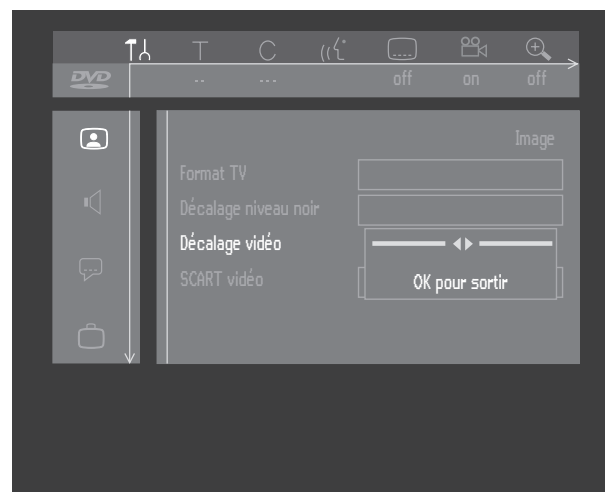 T C
DVD .. ... off on off
Image
Format TV
Décalage niveau noir
Décalage vidéo
SCART vidéo
OK pour sortir